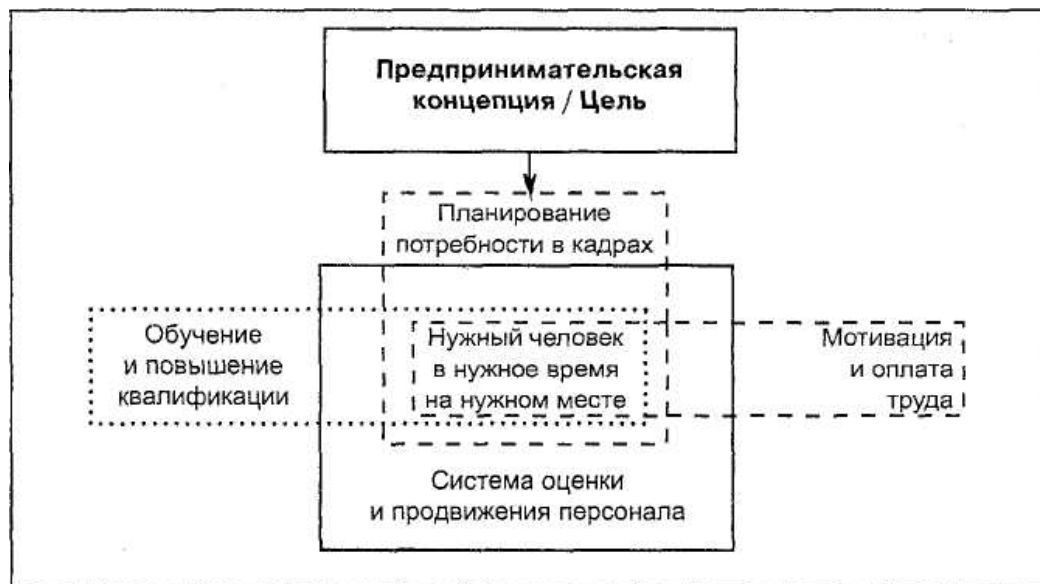 Предпринимательская
концепция / Цель
Планирование
потребности в кадрах
Обучение
и повышение
квалификации
Нужный человек
в нужное время
на нужном месте
Мотивация
и оплата
труда
Система оценки
и продвижения персонала